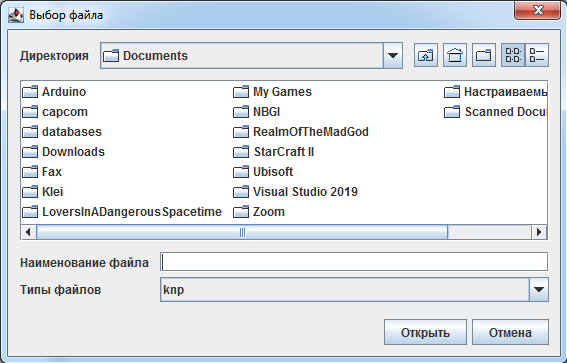 Выбор файла
Директория Documents
Arduino My Games Настраиваемы
capcom NBGI Scanned Docu
databases RealmOfTheMadGod
Downloads StarCraft II
Fax Ubisoft
Klei Visual Studio 2019
LoversInADangerousSpacetime Zoom
Наименование файла
Типы файлов knp
Открыть Отмена